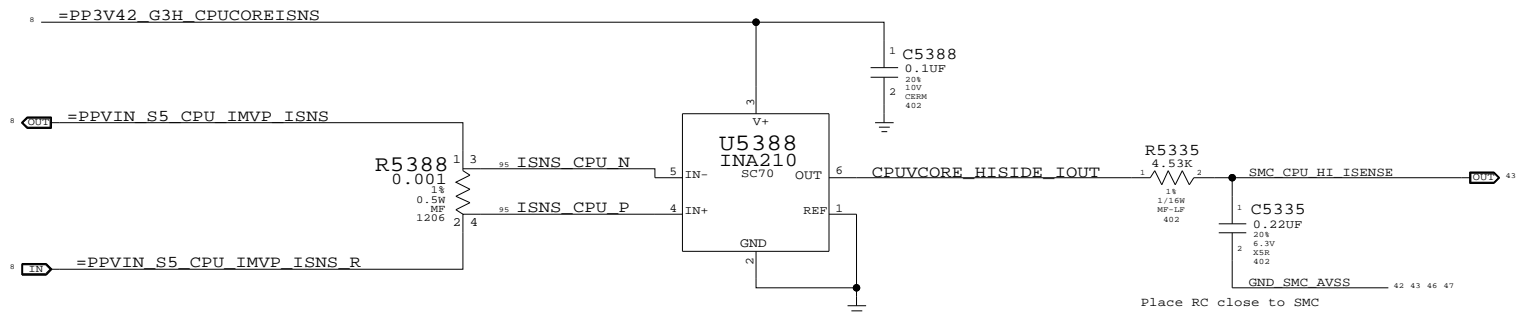 8 =PP3V42_G3H_CPUCOREISNS
1 C5388
0.1UF
20%
10V
2 CERM
402
8 OUT =PPVIN_S5_CPU_IMVP_ISNS
R5388 1 3
0.001
1%
0.5W
MF
1206
2 4
95 ISNS_CPU_N
95 ISNS_CPU_P
8 IN =PPVIN_S5_CPU_IMVP_ISNS_R
3
V+
U5388
INA210
SC70
5 IN-
4 IN+
OUT 6
REF 1
GND
2
CPUVCORE_HISIDE_IOUT
R5335
4.53K
1 2
1%
1/16W
MF-LF
402
SMC_CPU_HI_ISENSE OUT 43
1 C5335
0.22UF
20%
2 6.3V
X5R
402
GND_SMC_AVSS 42 43 46 47
Place RC close to SMC